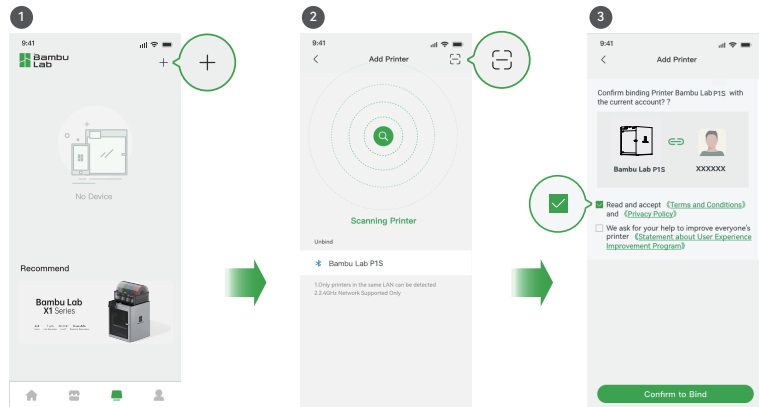 1
9:41
Bambu
Lab
No Device
Recommend
Bambu Lab
X1 Series
2
9:41
Add Printer
Scanning Printer
Unbind
Bambu Lab P1S
1.Only printers in the same LAN can be detected
2.2.4GHz Network Supported Only
3
9:41
Add Printer
Confirm binding Printer Bambu Lab P1S with
the current account? ?
Bambu Lab P1S
XXXXXX
Read and accept 《Terms and Conditions》
and 《Privacy Policy》
We ask for your help to improve everyone's
printer 《Statement about User Experience
Improvement Program》
Confirm to Bind